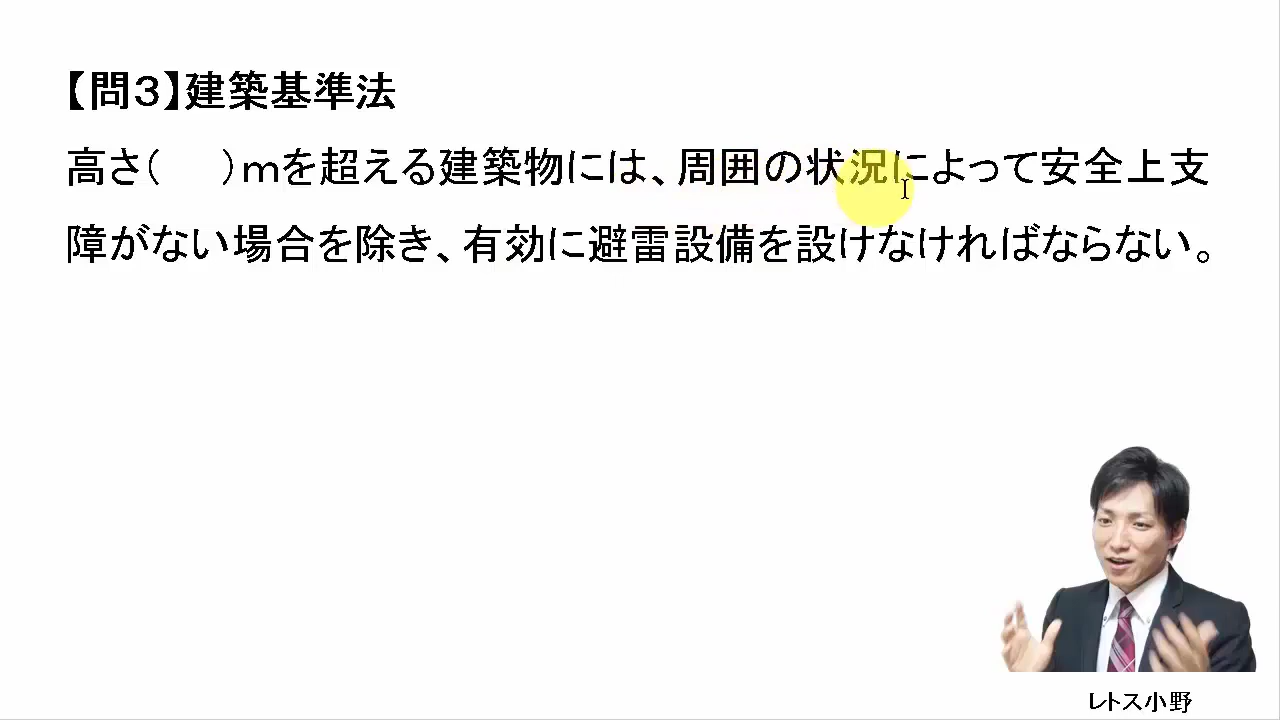 【問３】建築基準法
高さ(　　)ｍを超える建築物には、周囲の状況によって安全上支
障がない場合を除き、有効に避雷設備を設けなければならない。
レトス小野